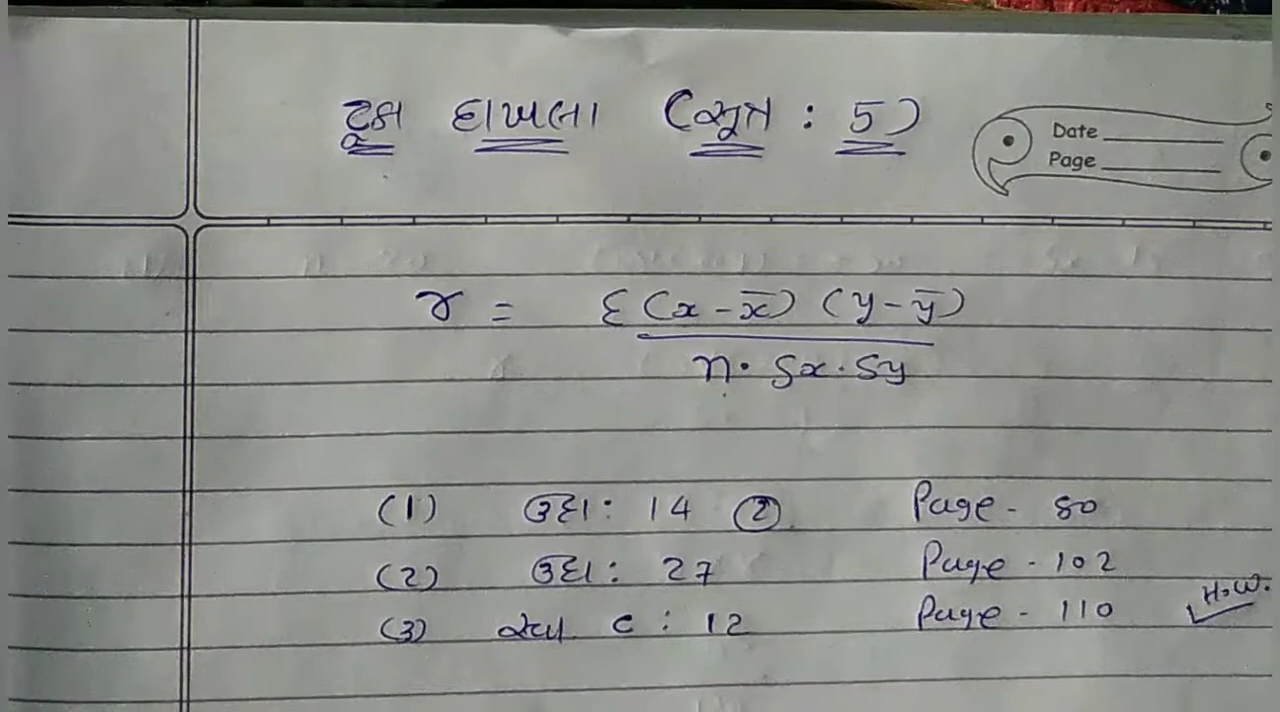 ટૂંકા દાખલા (સૂત્ર : 5)
Date
Page
r = Σ(x - x̄) (y - ȳ)
n · Sx · Sy
(1) ઉદા: 14 (2) Page - 80
(2) ઉદા: 27 Page - 102
(3) સ્વા. C : 12 Page - 110 H.W.